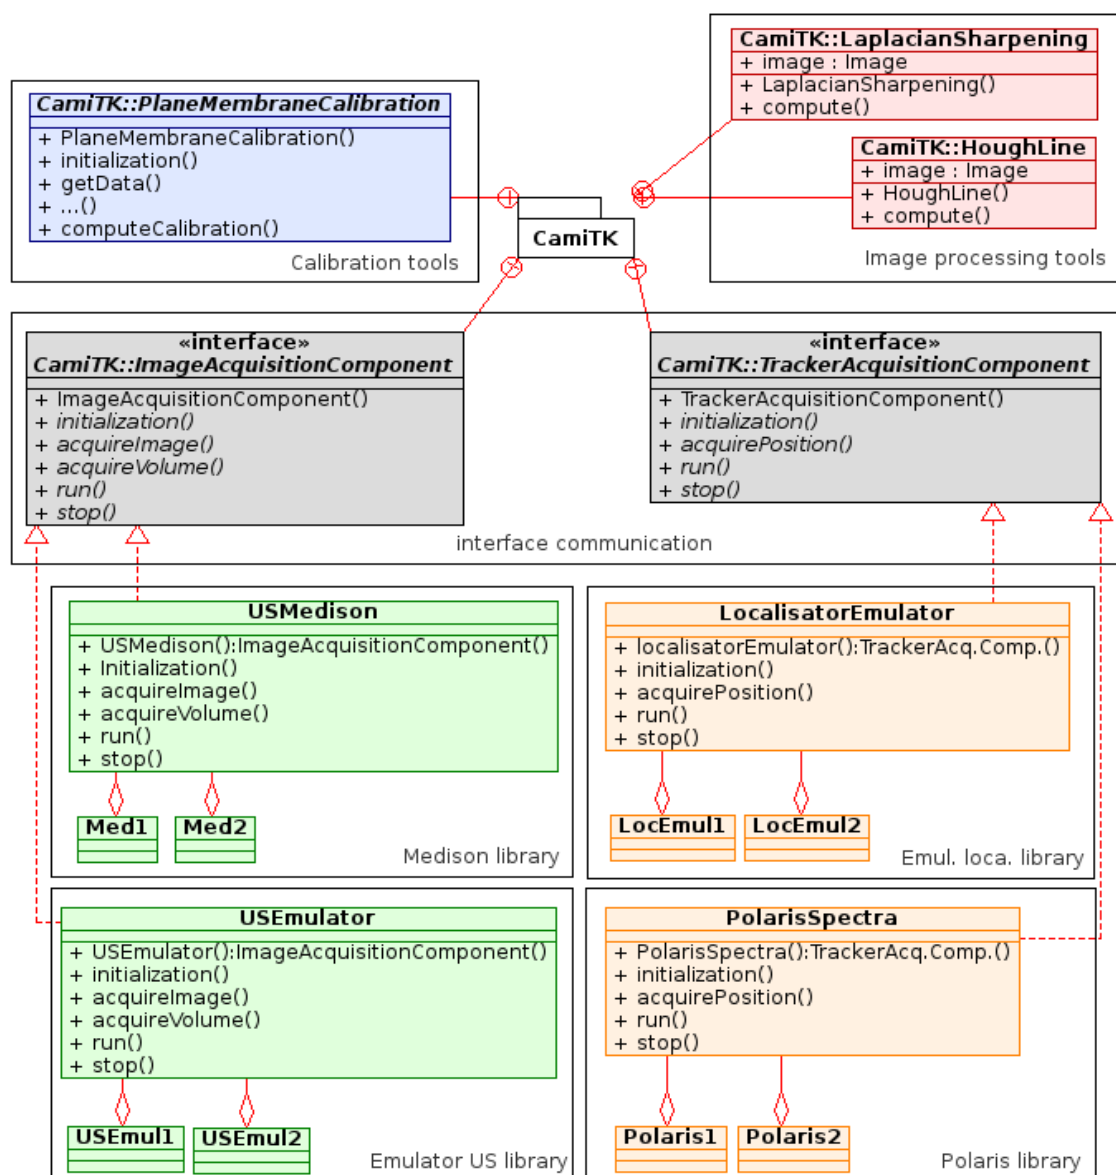 CamiTK::LaplacianSharpening
+ image : Image
+ LaplacianSharpening()
+ compute()
CamiTK::HoughLine
+ image : Image
+ HoughLine()
+ compute()
Image processing tools
CamiTK::PlaneMembraneCalibration
+ PlaneMembraneCalibration()
+ initialization()
+ getData()
+ ...()
+ computeCalibration()
Calibration tools
CamiTK
«interface»
CamiTK::ImageAcquisitionComponent
+ ImageAcquisitionComponent()
+ initialization()
+ acquireImage()
+ acquireVolume()
+ run()
+ stop()
«interface»
CamiTK::TrackerAcquisitionComponent
+ TrackerAcquisitionComponent()
+ initialization()
+ acquirePosition()
+ run()
+ stop()
interface communication
USMedison
+ USMedison():ImageAcquisitionComponent()
+ Initialization()
+ acquireImage()
+ acquireVolume()
+ run()
+ stop()
Med1
Med2
Medison library
LocalisatorEmulator
+ localisatorEmulator():TrackerAcq.Comp.()
+ initialization()
+ acquirePosition()
+ run()
+ stop()
LocEmul1
LocEmul2
Emul. loca. library
USEmulator
+ USEmulator():ImageAcquisitionComponent()
+ initialization()
+ acquireImage()
+ acquireVolume()
+ run()
+ stop()
USEmul1
USEmul2
Emulator US library
PolarisSpectra
+ PolarisSpectra():TrackerAcq.Comp.()
+ initialization()
+ acquirePosition()
+ run()
+ stop()
Polaris1
Polaris2
Polaris library